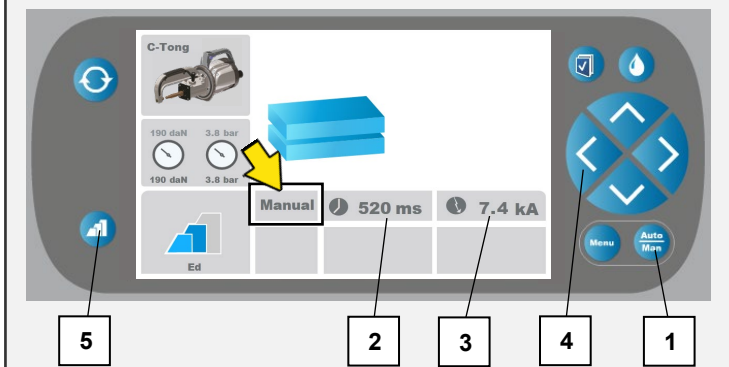 C-Tong
190 daN 3.8 bar
190 daN 3.8 bar
Manual 520 ms 7.4 kA
Ed
Menu
Auto
Man
5
2
3
4
1